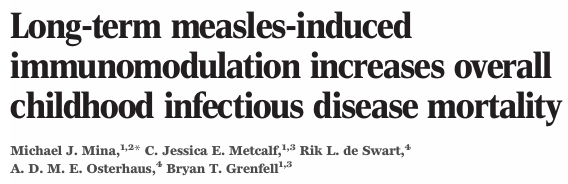 Long-term measles-induced
immunomodulation increases overall
childhood infectious disease mortality
Michael J. Mina,¹,²* C. Jessica E. Metcalf,¹,³ Rik L. de Swart,⁴
A. D. M. E. Osterhaus,⁴ Bryan T. Grenfell¹,³